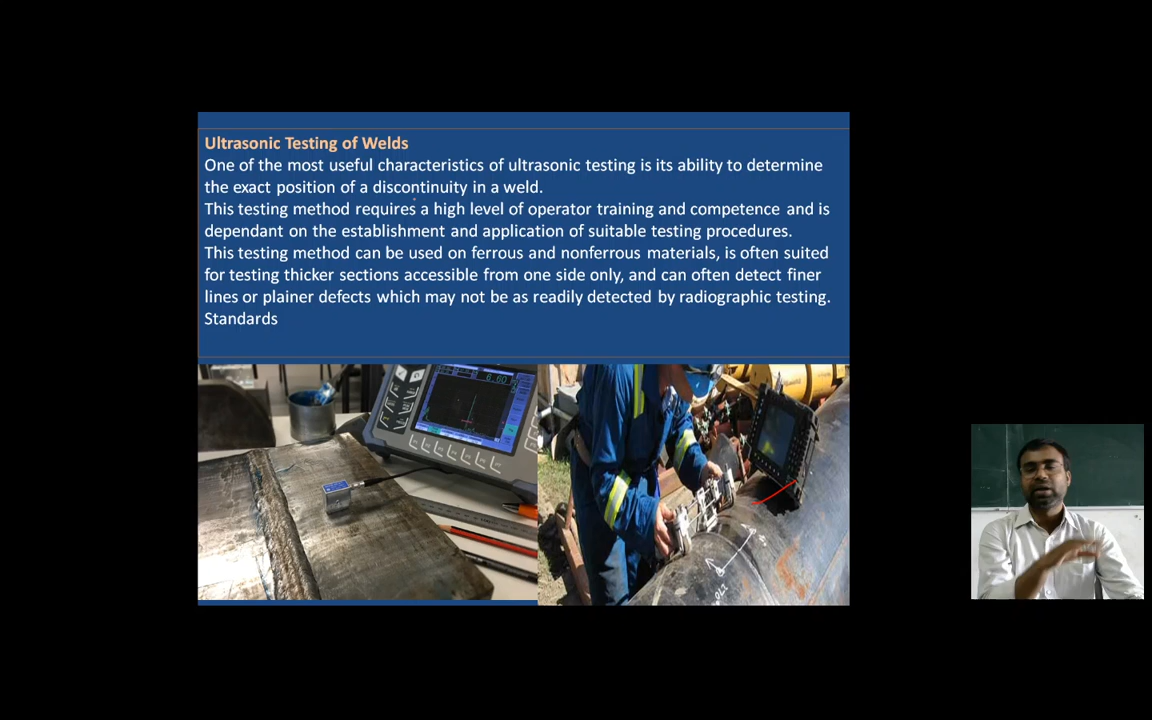 Ultrasonic Testing of Welds
One of the most useful characteristics of ultrasonic testing is its ability to determine
the exact position of a discontinuity in a weld.
This testing method requires a high level of operator training and competence and is
dependant on the establishment and application of suitable testing procedures.
This testing method can be used on ferrous and nonferrous materials, is often suited
for testing thicker sections accessible from one side only, and can often detect finer
lines or plainer defects which may not be as readily detected by radiographic testing.
Standards